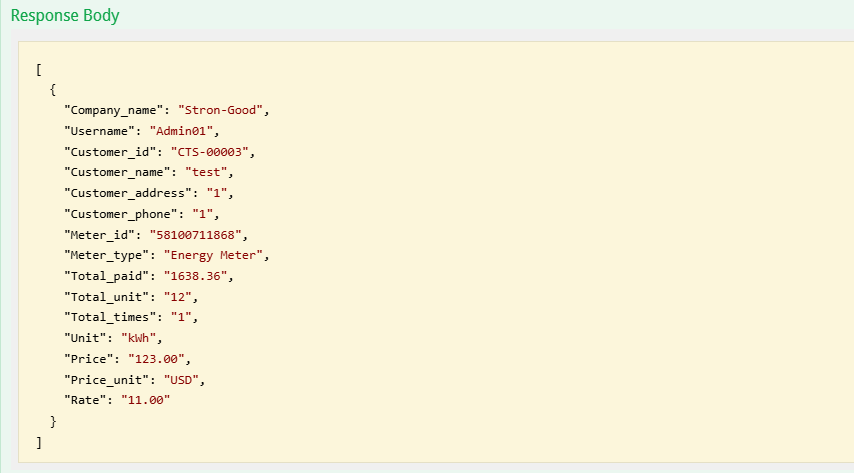 Response Body
[
{
"Company_name": "Stron-Good",
"Username": "Admin01",
"Customer_id": "CTS-00003",
"Customer_name": "test",
"Customer_address": "1",
"Customer_phone": "1",
"Meter_id": "58100711868",
"Meter_type": "Energy Meter",
"Total_paid": "1638.36",
"Total_unit": "12",
"Total_times": "1",
"Unit": "kWh",
"Price": "123.00",
"Price_unit": "USD",
"Rate": "11.00"
}
]